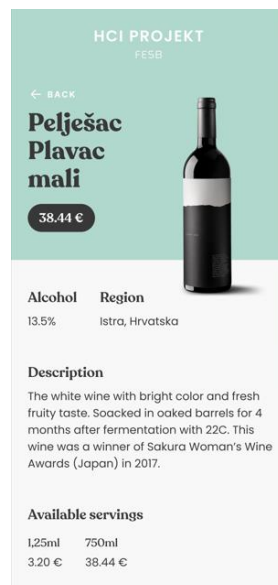 HCI PROJEKT
FESB
← BACK
Pelješac
Plavac
mali
38.44 €
Alcohol Region
13.5% Istra, Hrvatska
Description
The white wine with bright color and fresh
fruity taste. Soacked in oaked barrels for 4
months after fermentation with 22C. This
wine was a winner of Sakura Woman's Wine
Awards (Japan) in 2017.
Available servings
1,25ml 750ml
3.20 € 38.44 €